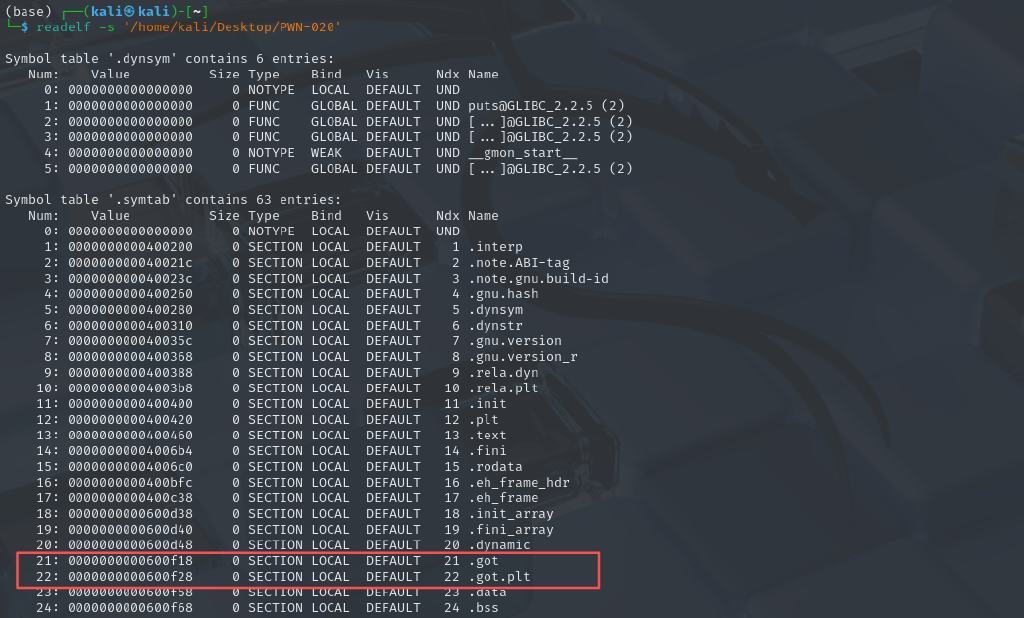 (base) ┌──(kali㉿kali)-[~]
└─$ readelf -s '/home/kali/Desktop/PWN-020'
Symbol table '.dynsym' contains 6 entries:
   Num:    Value          Size Type    Bind   Vis      Ndx Name
     0: 0000000000000000     0 NOTYPE  LOCAL  DEFAULT  UND
     1: 0000000000000000     0 FUNC    GLOBAL DEFAULT  UND puts@GLIBC_2.2.5 (2)
     2: 0000000000000000     0 FUNC    GLOBAL DEFAULT  UND [...]@GLIBC_2.2.5 (2)
     3: 0000000000000000     0 FUNC    GLOBAL DEFAULT  UND [...]@GLIBC_2.2.5 (2)
     4: 0000000000000000     0 NOTYPE  WEAK   DEFAULT  UND __gmon_start__
     5: 0000000000000000     0 FUNC    GLOBAL DEFAULT  UND [...]@GLIBC_2.2.5 (2)
Symbol table '.symtab' contains 63 entries:
   Num:    Value          Size Type    Bind   Vis      Ndx Name
     0: 0000000000000000     0 NOTYPE  LOCAL  DEFAULT  UND
     1: 0000000000400200     0 SECTION LOCAL  DEFAULT    1 .interp
     2: 000000000040021c     0 SECTION LOCAL  DEFAULT    2 .note.ABI-tag
     3: 000000000040023c     0 SECTION LOCAL  DEFAULT    3 .note.gnu.build-id
     4: 0000000000400260     0 SECTION LOCAL  DEFAULT    4 .gnu.hash
     5: 0000000000400280     0 SECTION LOCAL  DEFAULT    5 .dynsym
     6: 0000000000400310     0 SECTION LOCAL  DEFAULT    6 .dynstr
     7: 000000000040035c     0 SECTION LOCAL  DEFAULT    7 .gnu.version
     8: 0000000000400368     0 SECTION LOCAL  DEFAULT    8 .gnu.version_r
     9: 0000000000400388     0 SECTION LOCAL  DEFAULT    9 .rela.dyn
    10: 00000000004003b8     0 SECTION LOCAL  DEFAULT   10 .rela.plt
    11: 0000000000400400     0 SECTION LOCAL  DEFAULT   11 .init
    12: 0000000000400420     0 SECTION LOCAL  DEFAULT   12 .plt
    13: 0000000000400460     0 SECTION LOCAL  DEFAULT   13 .text
    14: 00000000004006b4     0 SECTION LOCAL  DEFAULT   14 .fini
    15: 00000000004006c0     0 SECTION LOCAL  DEFAULT   15 .rodata
    16: 0000000000400bfc     0 SECTION LOCAL  DEFAULT   16 .eh_frame_hdr
    17: 0000000000400c38     0 SECTION LOCAL  DEFAULT   17 .eh_frame
    18: 0000000000600d38     0 SECTION LOCAL  DEFAULT   18 .init_array
    19: 0000000000600d40     0 SECTION LOCAL  DEFAULT   19 .fini_array
    20: 0000000000600d48     0 SECTION LOCAL  DEFAULT   20 .dynamic
    21: 0000000000600f18     0 SECTION LOCAL  DEFAULT   21 .got
    22: 0000000000600f28     0 SECTION LOCAL  DEFAULT   22 .got.plt
    23: 0000000000600f58     0 SECTION LOCAL  DEFAULT   23 .data
    24: 0000000000600f68     0 SECTION LOCAL  DEFAULT   24 .bss